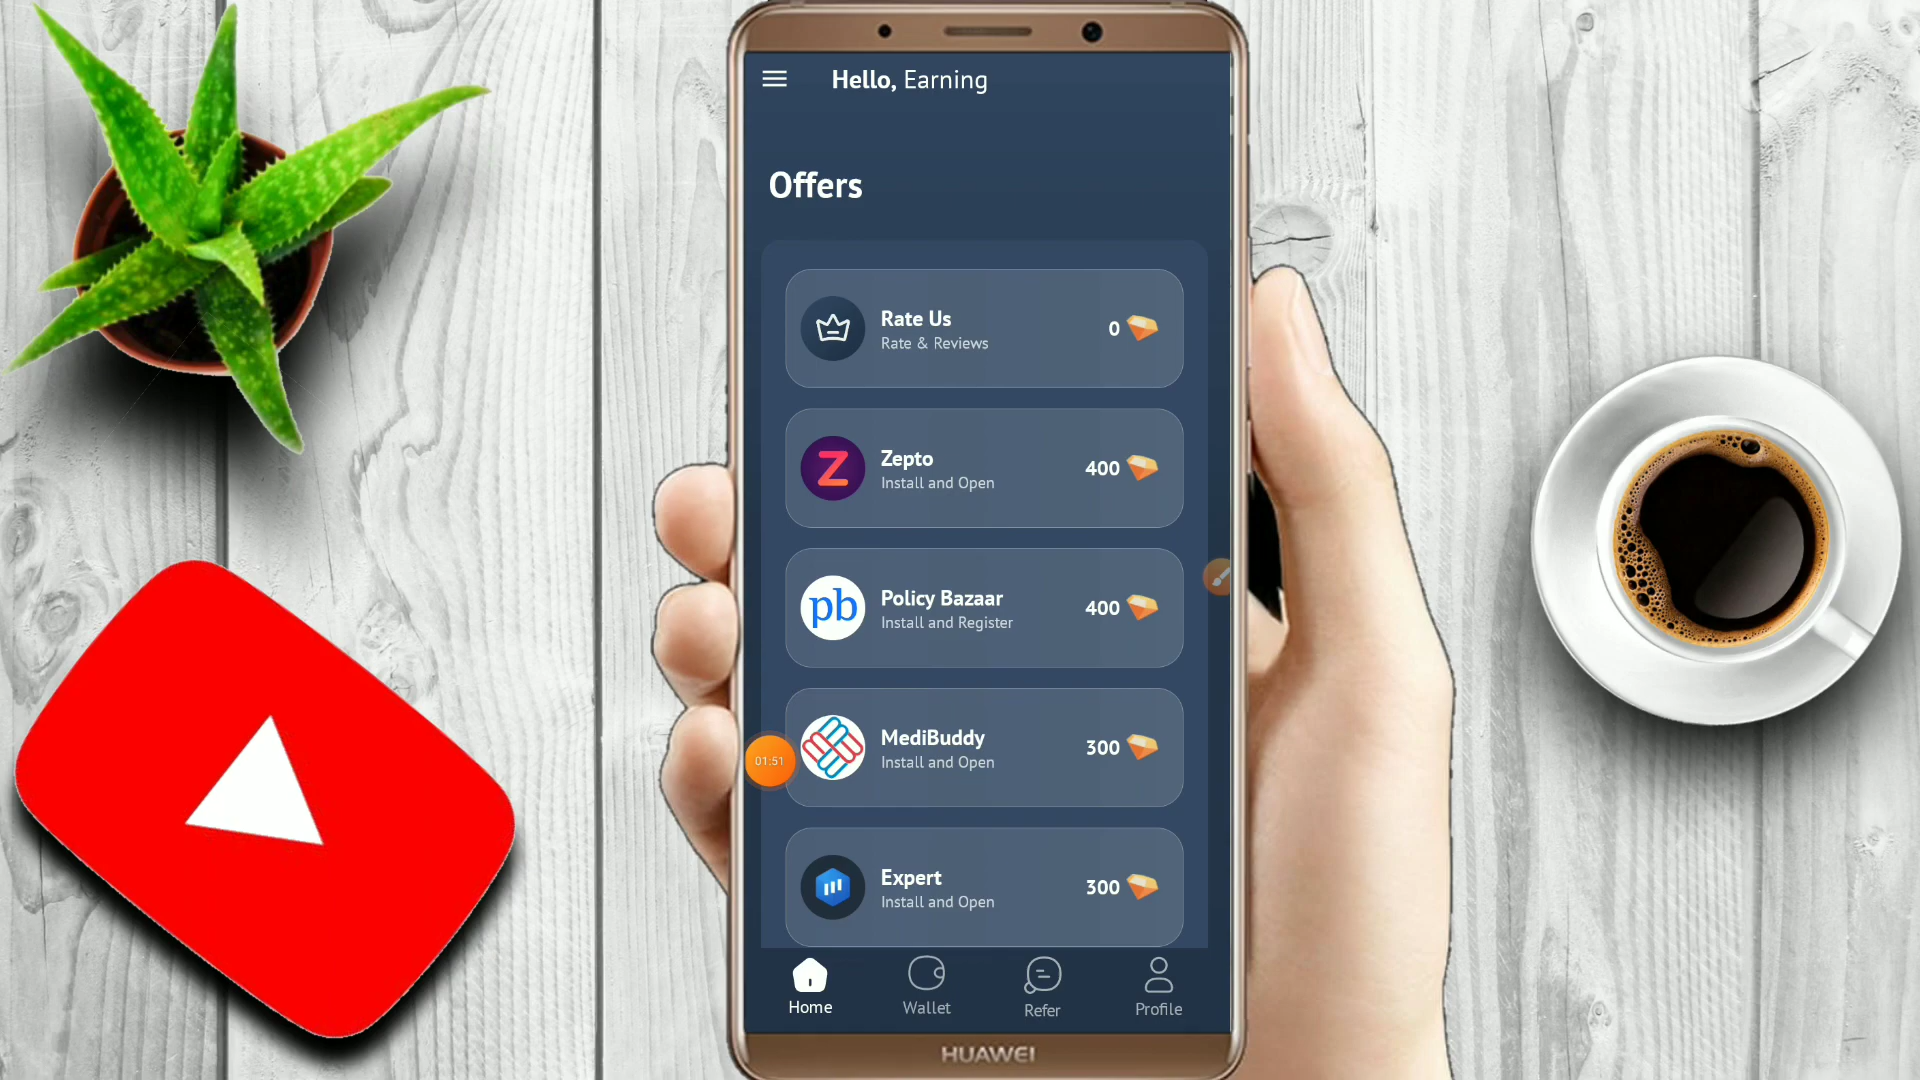 Hello, Earning
Offers
Rate Us
Rate & Reviews
0
Zepto
Install and Open
400
pb
Policy Bazaar
Install and Register
400
MediBuddy
Install and Open
300
01:51
Expert
Install and Open
300
Home
Wallet
Refer
Profile
HUAWEI